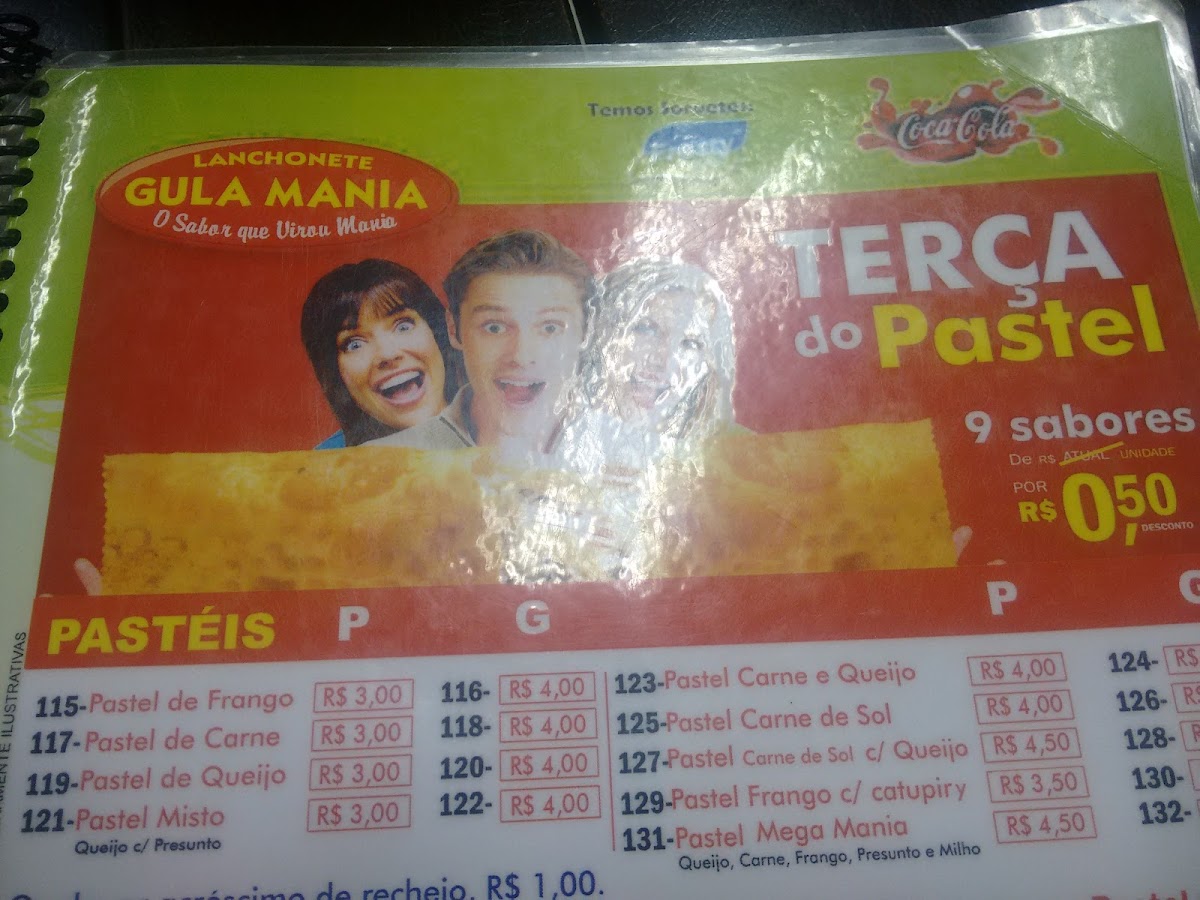 Temos Sorvetes:
Coca-Cola
LANCHONETE
GULA MANIA
O Sabor que Virou Mania
TERÇA
do Pastel
9 sabores
De R$ ATUAL UNIDADE
POR
R$ 0,50
DESCONTO
PASTÉIS P G P G
115-Pastel de Frango R$ 3,00 116- R$ 4,00
117-Pastel de Carne R$ 3,00 118- R$ 4,00
119-Pastel de Queijo R$ 3,00 120- R$ 4,00
121-Pastel Misto R$ 3,00 122- R$ 4,00
Queijo c/ Presunto
123-Pastel Carne e Queijo R$ 4,00 124- R$
125-Pastel Carne de Sol R$ 4,00 126-
127-Pastel Carne de Sol c/ Queijo R$ 4,50 128-
129-Pastel Frango c/ catupiry R$ 3,50 130-
131-Pastel Mega Mania R$ 4,50 132-
Queijo, Carne, Frango, Presunto e Milho
de recheio, R$ 1,00.
ILUSTRATIVAS